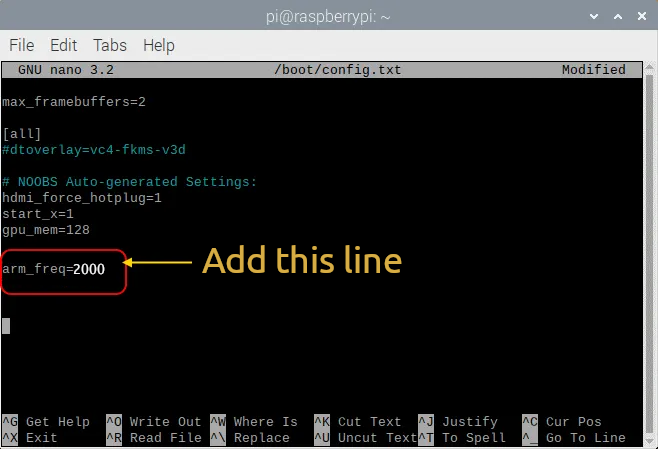 pi@raspberrypi: ~
File Edit Tabs Help
GNU nano 3.2 /boot/config.txt Modified
max_framebuffers=2
[all]
#dtoverlay=vc4-fkms-v3d
# NOOBS Auto-generated Settings:
hdmi_force_hotplug=1
start_x=1
gpu_mem=128
arm_freq=2000
Add this line
^G Get Help ^O Write Out ^W Where Is ^K Cut Text ^J Justify ^C Cur Pos
^X Exit ^R Read File ^\ Replace ^U Uncut Text ^T To Spell ^_ Go To Line